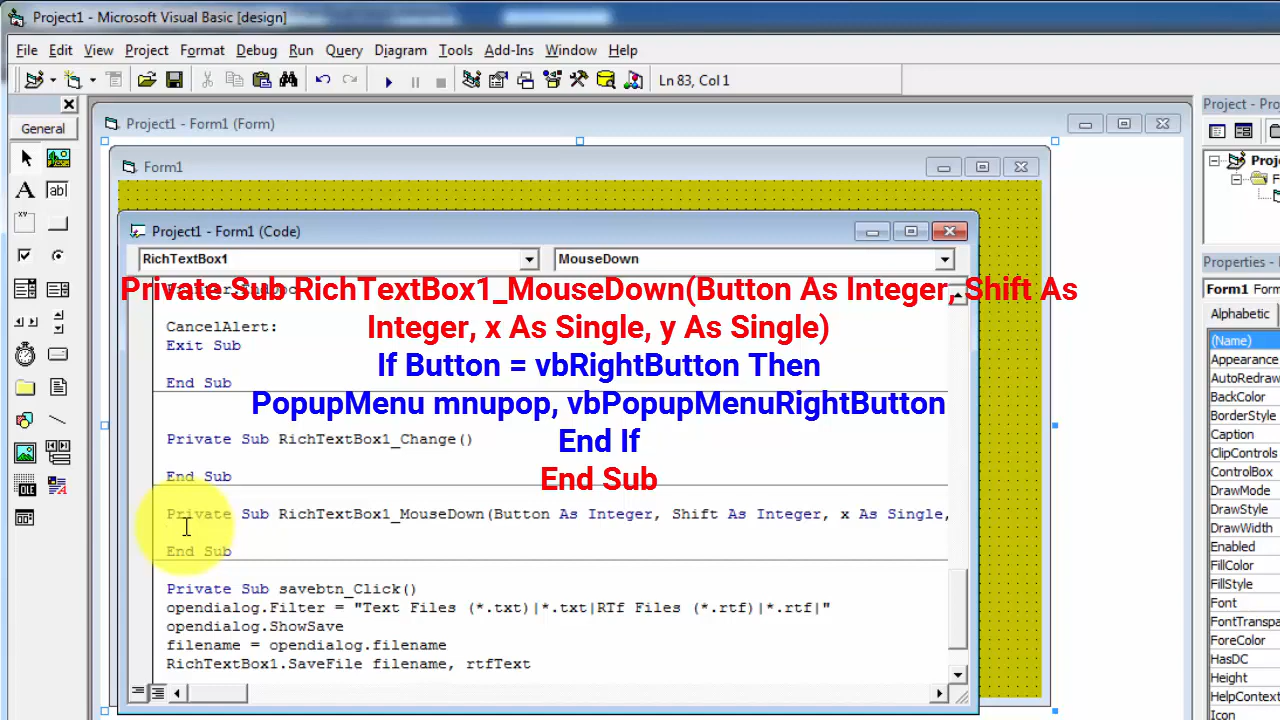 Project1 - Microsoft Visual Basic [design]
File Edit View Project Format Debug Run Query Diagram Tools Add-Ins Window Help
Ln 83, Col 1
General
Project1 - Form1 (Form)
Project - Pro
Form1
Proj
F
Project1 - Form1 (Code)
RichTextBox1
MouseDown
Properties -
Private Sub RichTextBox1_MouseDown(Button As Integer, Shift As
Integer, x As Single, y As Single)
If Button = vbRightButton Then
PopupMenu mnupop, vbPopupMenuRightButton
End If
End Sub
CancelAlert:
Exit Sub
End Sub
Private Sub RichTextBox1_Change()
End Sub
Private Sub RichTextBox1_MouseDown(Button As Integer, Shift As Integer, x As Single,
End Sub
Private Sub savebtn_Click()
opendialog.Filter = "Text Files (*.txt)|*.txt|RTf Files (*.rtf)|*.rtf|"
opendialog.ShowSave
filename = opendialog.filename
RichTextBox1.SaveFile filename, rtfText
Form1 Form
Alphabetic
(Name)
Appearance
AutoRedraw
BackColor
BorderStyle
Caption
ClipControls
ControlBox
DrawMode
DrawStyle
DrawWidth
Enabled
FillColor
FillStyle
Font
FontTranspa
ForeColor
HasDC
Height
HelpContex
Icon